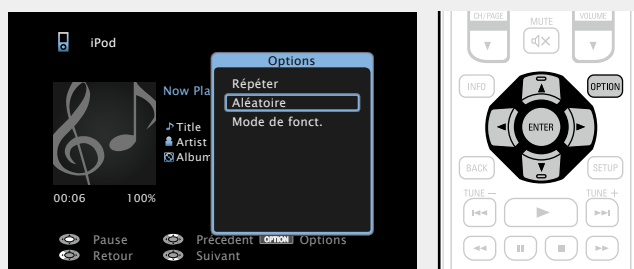 iPod
Options
Répéter
Aléatoire
Mode de fonct.
Now Pla
Title
Artist
Album
00:06
100%
Pause
Précédent
OPTION
Options
Retour
Suivant
CH/PAGE
MUTE
VOLUME
INFO
OPTION
ENTER
BACK
SETUP
TUNE −
TUNE +